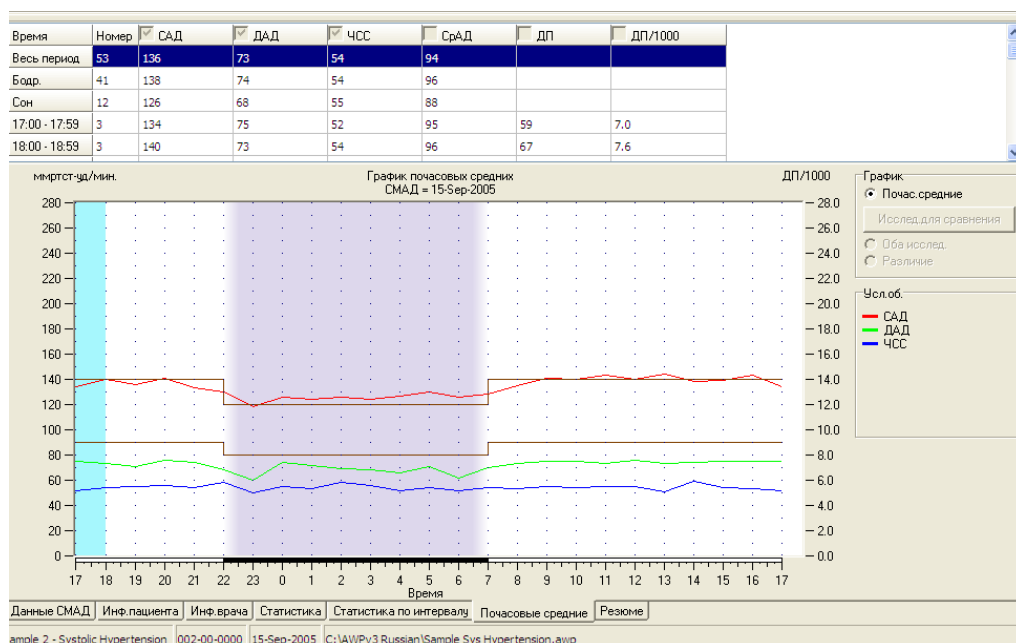 Время Номер САД ДАД ЧСС СрАД ДП ДП/1000
Весь период 53 136 73 54 94
Бодр. 41 138 74 54 96
Сон 12 126 68 55 88
17:00 - 17:59 3 134 75 52 95 59 7.0
18:00 - 18:59 3 140 73 54 96 67 7.6
ммртст-уд/мин. График почасовых средних ДП/1000
СМАД = 15-Sep-2005
280 28.0
260 26.0
240 24.0
220 22.0
200 20.0
180 18.0
160 16.0
140 14.0
120 12.0
100 10.0
80 8.0
60 6.0
40 4.0
20 2.0
0 0.0
17 18 19 20 21 22 23 0 1 2 3 4 5 6 7 8 9 10 11 12 13 14 15 16 17
Время
График
Почас.средние
Исслед.для сравнения
Оба исслед.
Различие
Усл.об.
САД
ДАД
ЧСС
Данные СМАД Инф.пациента Инф.врача Статистика Статистика по интервалу Почасовые средние Резюме
ample 2 - Systolic Hypertension 002-00-0000 15-Sep-2005 C:\AWPv3 Russian\Sample Sys Hypertension.awp